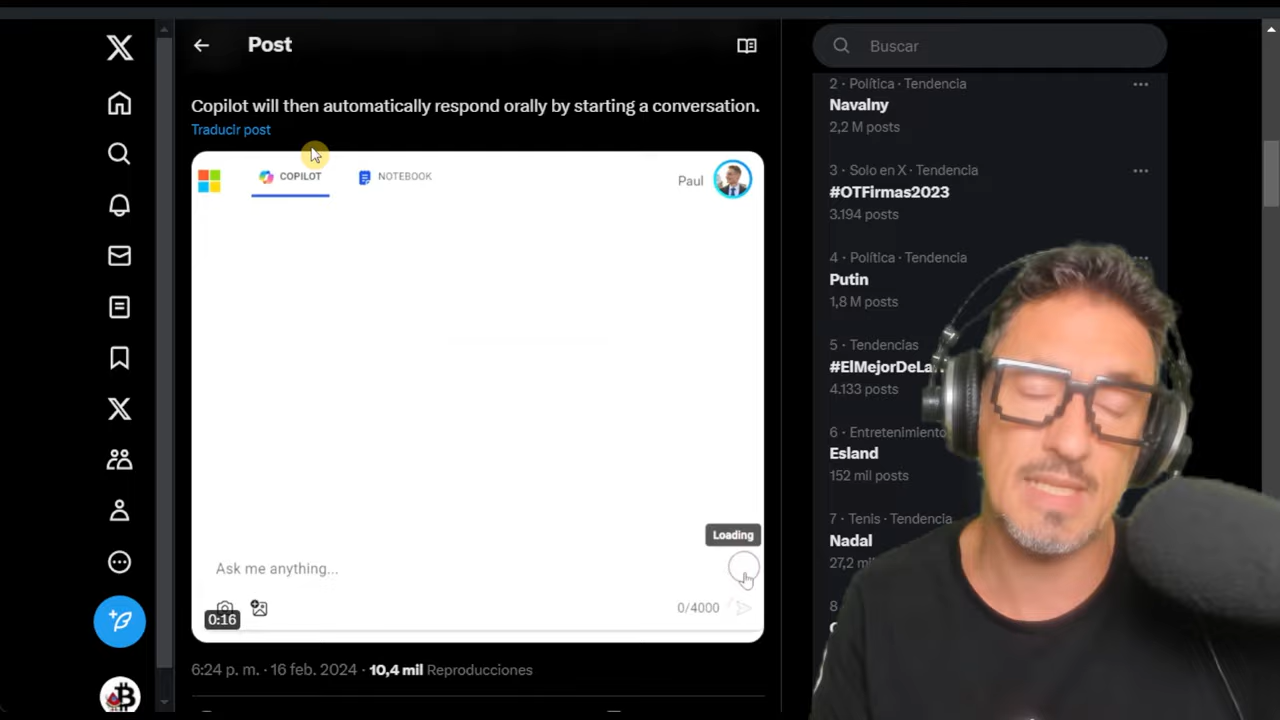 Post
Copilot will then automatically respond orally by starting a conversation.
Traducir post
COPILOT
NOTEBOOK
Paul
Loading
Ask me anything...
0/4000
0:16
6:24 p. m. · 16 feb. 2024 · 10,4 mil Reproducciones
Buscar
2 · Política · Tendencia
Navalny
2,2 M posts
3 · Solo en X · Tendencia
#OTFirmas2023
3.194 posts
4 · Política · Tendencia
Putin
1,8 M posts
5 · Tendencias
4.133 posts
6 · Entretenimiento
Esland
152 mil posts
7 · Tenis · Tendencia
Nadal
27,2
8